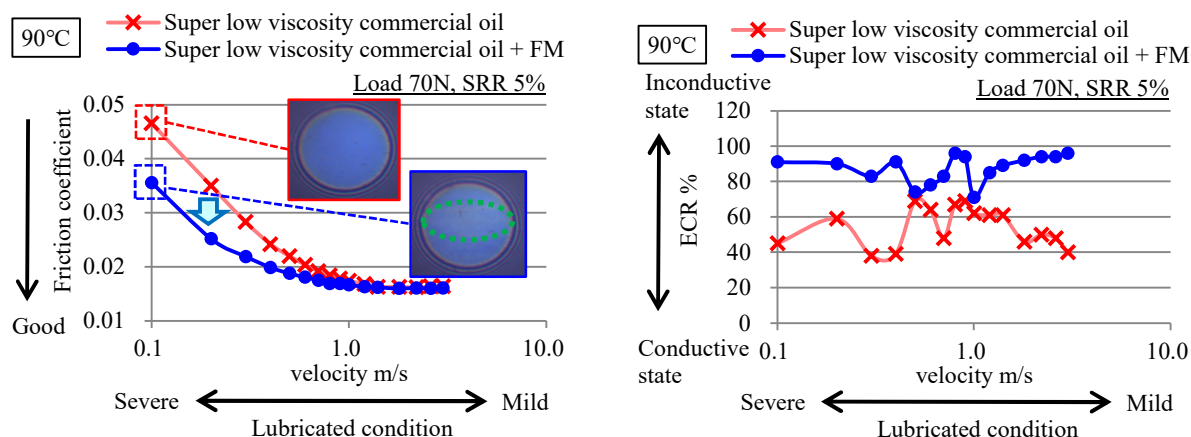 90℃
Super low viscosity commercial oil
Super low viscosity commercial oil + FM
Load 70N, SRR 5%
Friction coefficient
0.05
0.04
0.03
0.02
0.01
0.1
1.0
10.0
velocity m/s
Good
Severe
Mild
Lubricated condition
90℃
Super low viscosity commercial oil
Super low viscosity commercial oil + FM
Inconductive
state
Load 70N, SRR 5%
ECR %
120
100
80
60
40
20
0
0.1
1.0
10.0
Conductive
state
velocity m/s
Severe
Mild
Lubricated condition